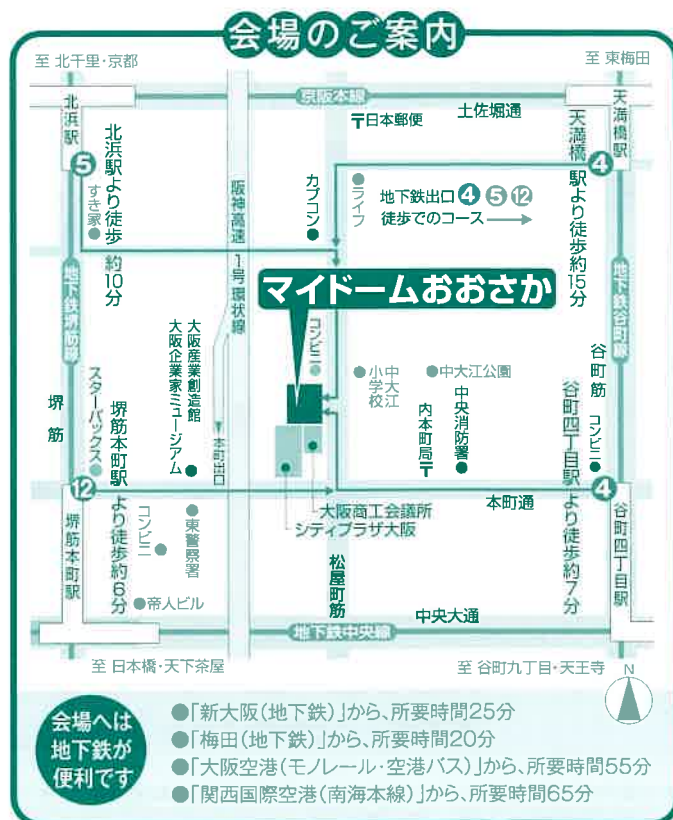 会場のご案内
至 北千里・京都
至 東梅田
北浜駅
京阪本線
土佐堀通
天満橋駅
〒日本郵便
⑤
北浜駅より徒歩約10分
すき家●
阪神高速1号環状線
カプコン●
●ライフ
地下鉄出口④⑤⑫
徒歩でのコース→
④
天満橋駅より徒歩約15分
マイドームおおさか
地下鉄堺筋線
地下鉄谷町線
コンビニ●
大阪産業創造館
大阪企業家ミュージアム●
●中大江小学校
●中大江公園
中央消防署●
内本町局〒
谷町筋
コンビニ●
堺筋
スターバックス●
本町出口
谷町四丁目駅より徒歩約7分
⑫
堺筋本町駅より徒歩約6分
④
本町通
大阪商工会議所
シティプラザ大阪
コンビニ●
●東警察署
●帝人ビル
堺筋本町駅
松屋町筋
谷町四丁目駅
中央大通
地下鉄中央線
至 日本橋・天下茶屋
至 谷町九丁目・天王寺
N
会場へは
地下鉄が
便利です
●「新大阪(地下鉄)」から、所要時間25分
●「梅田(地下鉄)」から、所要時間20分
●「大阪空港(モノレール・空港バス)」から、所要時間55分
●「関西国際空港(南海本線)」から、所要時間65分